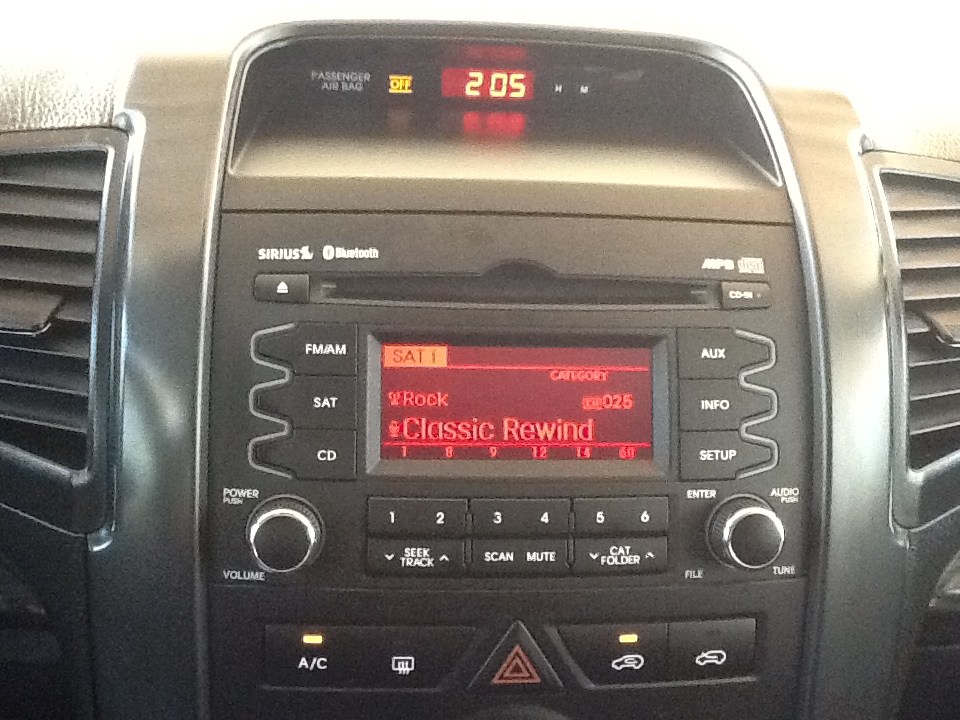 PASSENGER
AIR BAG
OFF
2:05
H M
SIRIUS
Bluetooth
MP3
CD-IN
FM/AM
SAT
CD
SAT 1
CATEGORY
Rock
CH 025
Classic Rewind
1 8 9 12 14 60
AUX
INFO
SETUP
POWER
PUSH
VOLUME
1 2 3 4 5 6
SEEK
TRACK
SCAN MUTE
CAT
FOLDER
ENTER
AUDIO
PUSH
FILE
TUNE
A/C